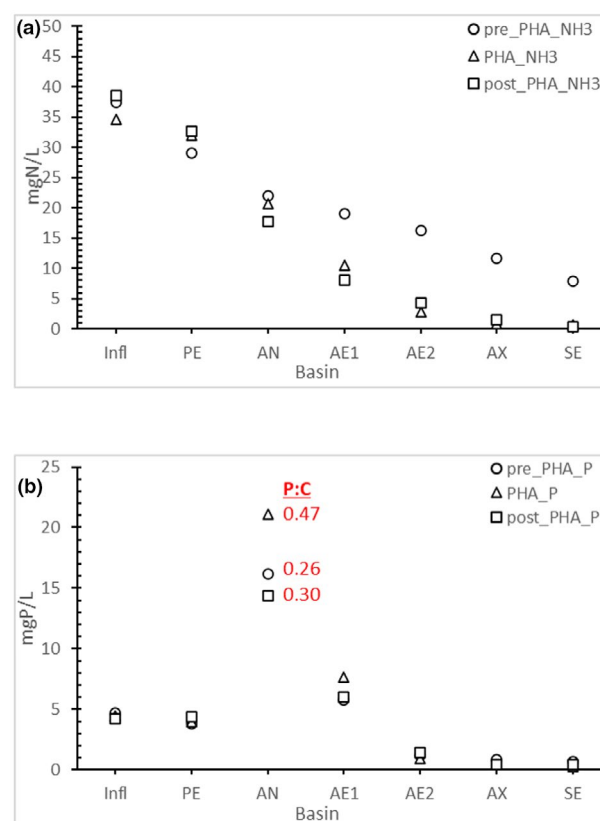 (a)
50
45
40
35
30
25
20
15
10
5
0
mgN/L
pre_PHA_NH3
PHA_NH3
post_PHA_NH3
Infl PE AN AE1 AE2 AX SE
Basin
(b)
25
20
15
10
5
0
mgP/L
P:C
0.47
0.26
0.30
pre_PHA_P
PHA_P
post_PHA_P
Infl PE AN AE1 AE2 AX SE
Basin